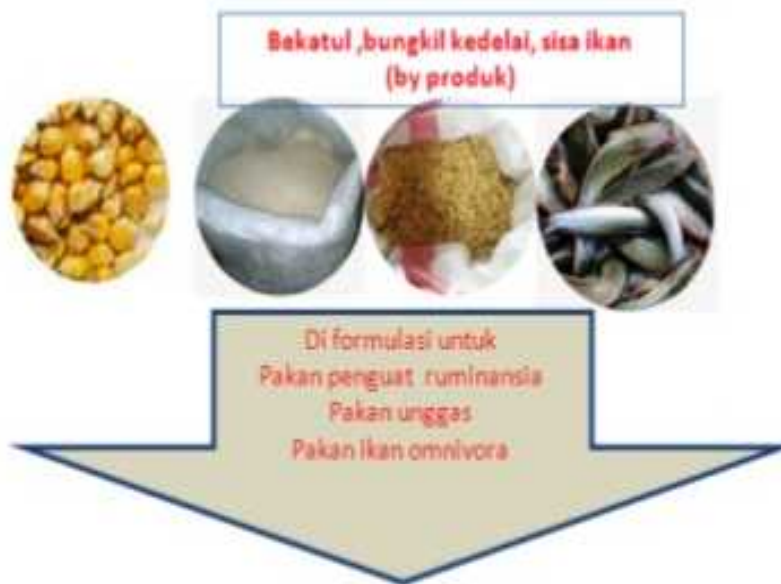 Bekatul ,bungkil kedelai, sisa ikan
(by produk)
Di formulasi untuk
Pakan penguat ruminansia
Pakan unggas
Pakan ikan omnivora